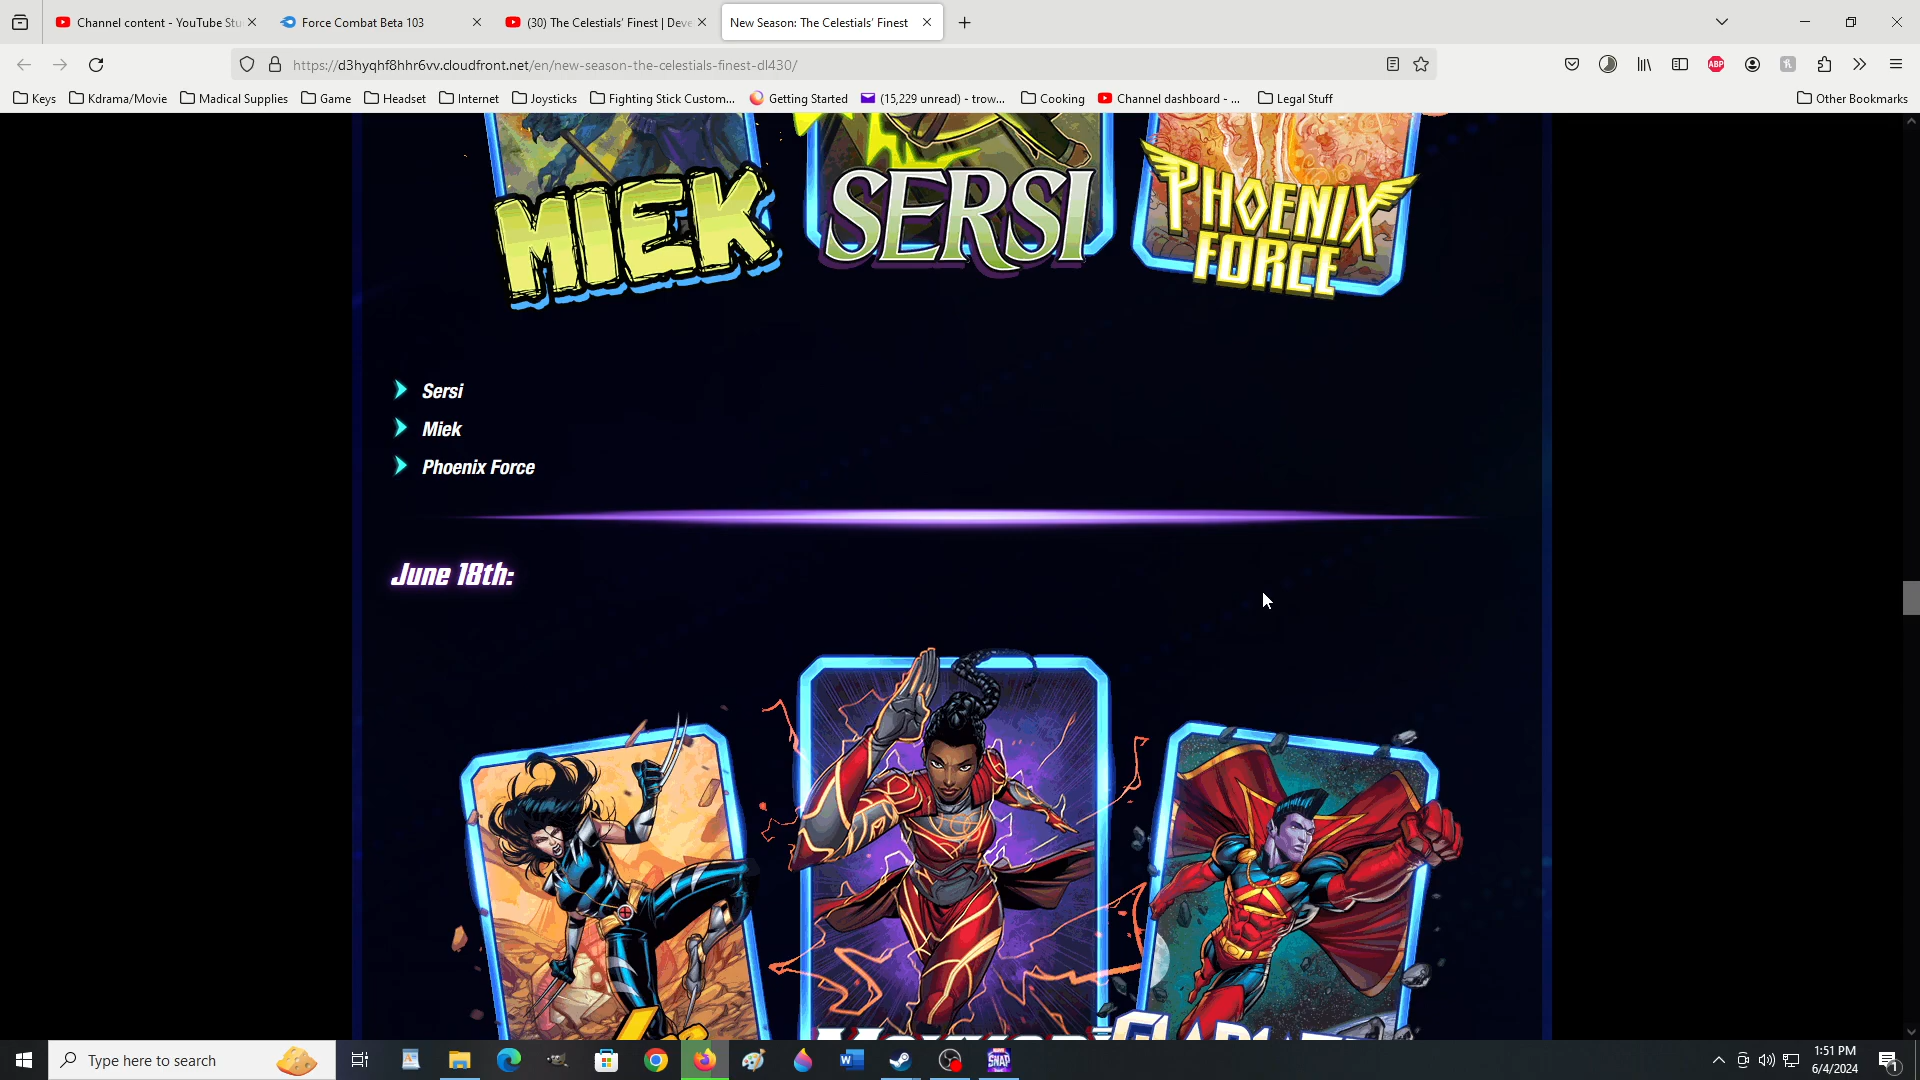 Channel content - YouTube Stu
Force Combat Beta 103
(30) The Celestials' Finest | Deve
New Season: The Celestials' Finest
https://d3hyqhf8hhr6vv.cloudfront.net/en/new-season-the-celestials-finest-dl430/
ABP
Keys
Kdrama/Movie
Madical Supplies
Game
Headset
Internet
Joysticks
Fighting Stick Custom...
Getting Started
(15,229 unread) - trow...
Cooking
Channel dashboard - ...
Legal Stuff
Other Bookmarks
MIEK
SERSI
PHOENIX
FORCE
Sersi
Miek
Phoenix Force
June 18th:
Type here to search
SNAP
1:51 PM
6/4/2024
1